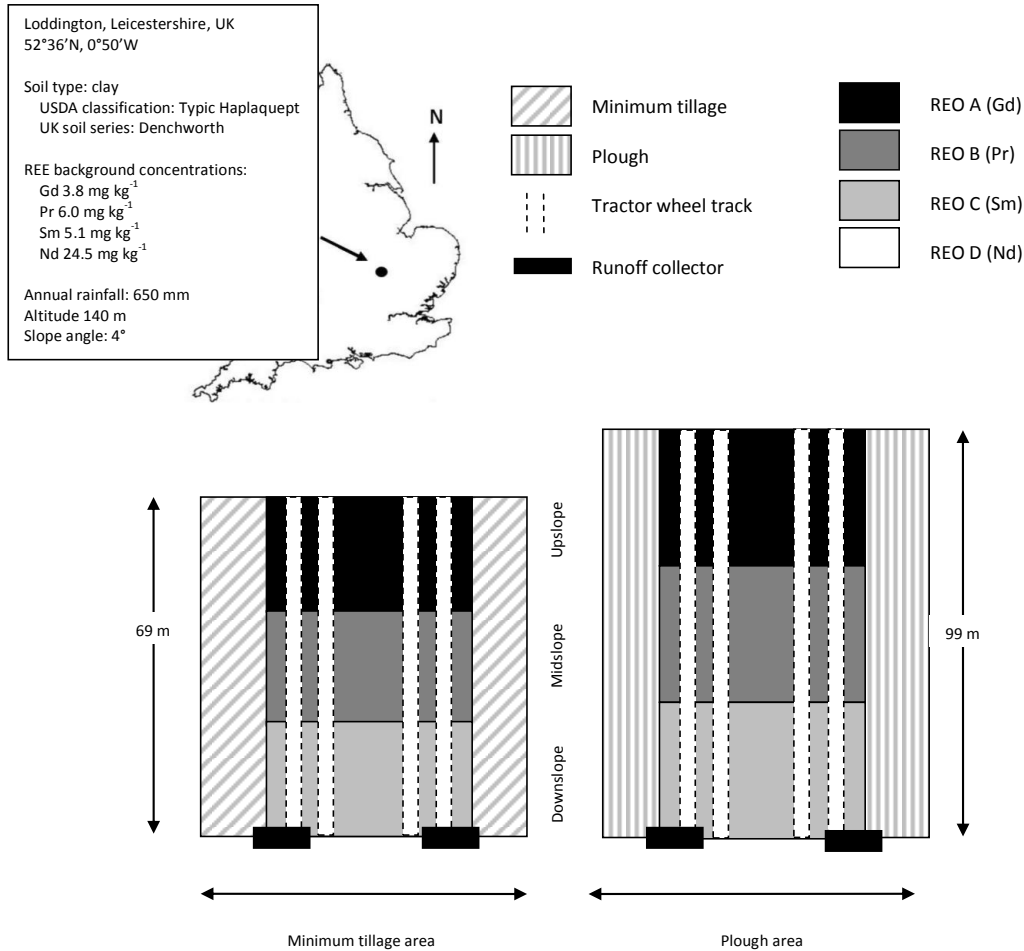 Loddington, Leicestershire, UK
52°36’N, 0°50’W
Soil type: clay
USDA classification: Typic Haplaquept
UK soil series: Denchworth
REE background concentrations:
Gd 3.8 mg kg⁻¹
Pr 6.0 mg kg⁻¹
Sm 5.1 mg kg⁻¹
Nd 24.5 mg kg⁻¹
Annual rainfall: 650 mm
Altitude 140 m
Slope angle: 4°
N
Minimum tillage
Plough
Tractor wheel track
Runoff collector
REO A (Gd)
REO B (Pr)
REO C (Sm)
REO D (Nd)
69 m
Upslope
Midslope
Downslope
99 m
Minimum tillage area
Plough area